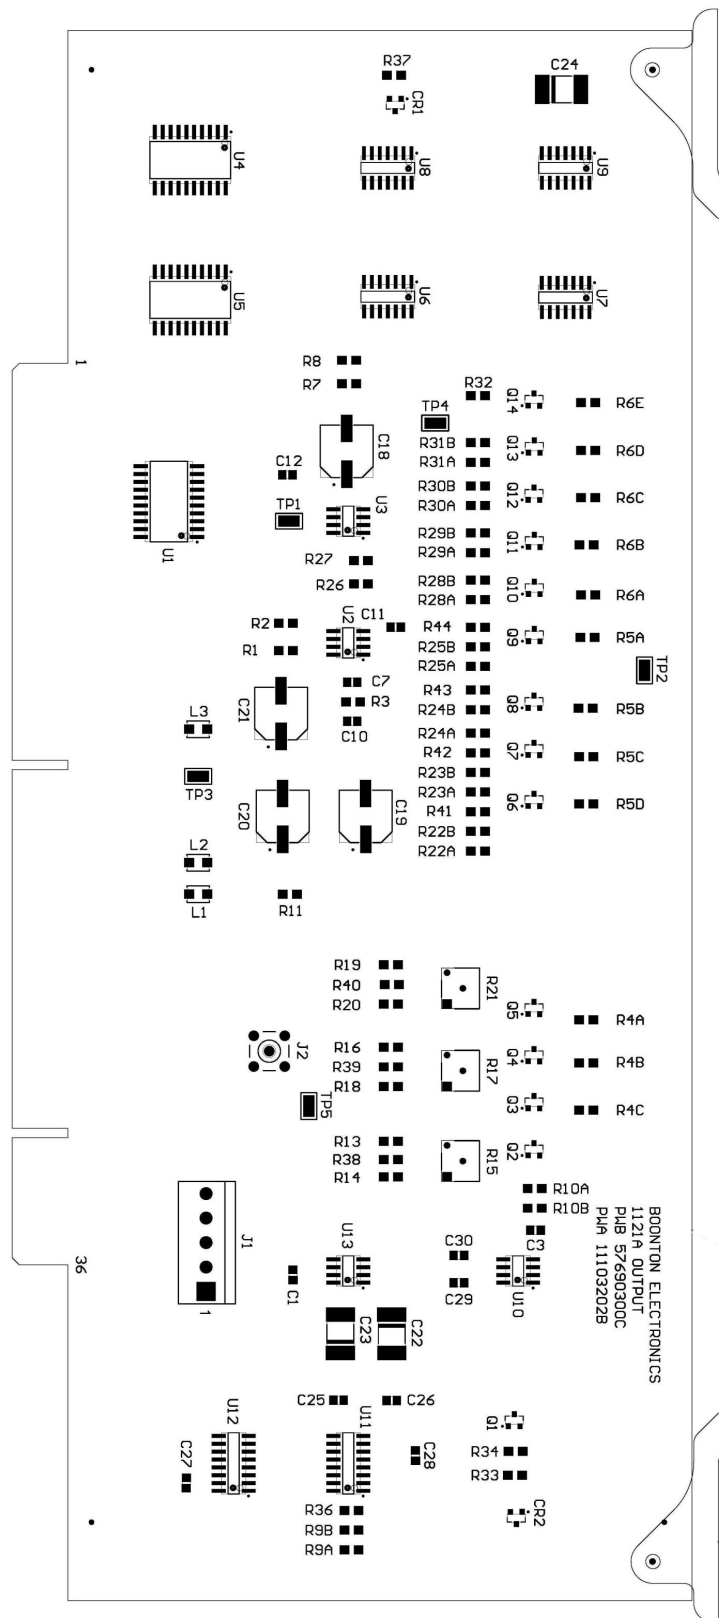 R37
C24
CR1
U4
U8
U9
U5
U6
U7
1
R8
R7
R32
Q14
R6E
TP4
C18
R31B
Q13
R6D
R31A
C12
R30B
Q12
R6C
TP1
U3
R30A
U1
R29B
Q11
R6B
R29A
R27
R26
R28B
Q10
R6A
R28A
R2
U2
C11
R44
Q9
R5A
R1
R25B
R25A
TP2
C7
R43
R3
R24B
Q8
R5B
L3
C21
C10
R24A
R42
Q7
R5C
R23B
TP3
R23A
Q6
R5D
C20
C19
R41
R22B
L2
R22A
L1
R11
R19
R40
R21
R20
Q5
R4A
J2
R16
Q4
R4B
R39
R17
R18
TP5
Q3
R4C
R13
Q2
R38
R15
R14
R10A
R10B
J1
C3
BOONTON ELECTRONICS
1121A OUTPUT
PWB 57690300C
PWA 11103202B
36
U13
C30
C1
C29
U10
1
C23
C22
C25
C26
U12
U11
Q1
C27
C28
R34
R33
R36
CR2
R9B
R9A